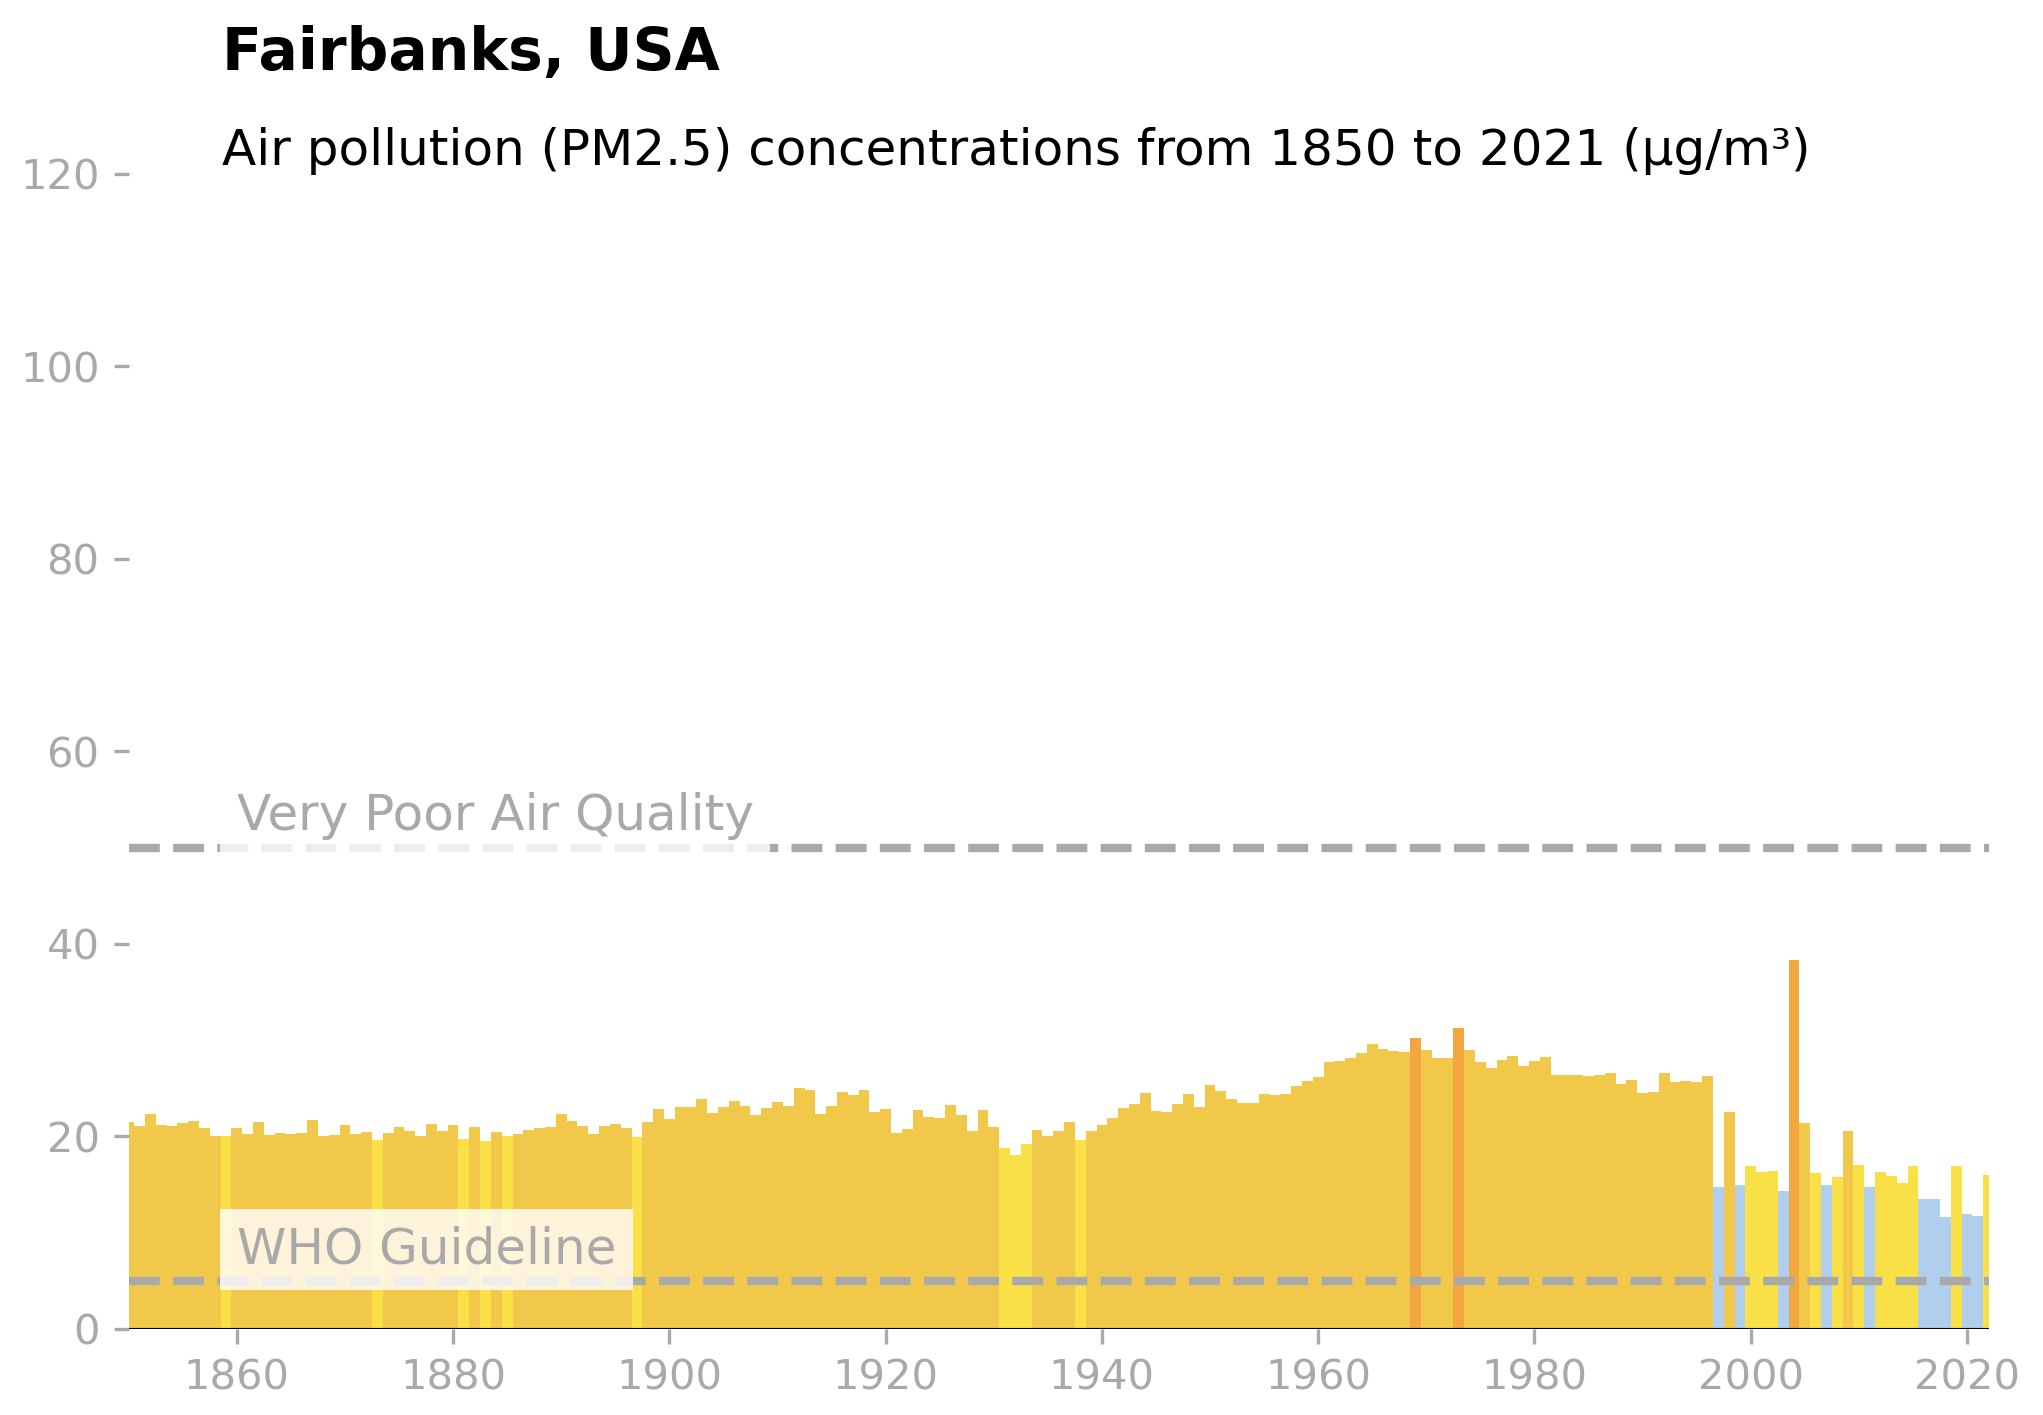 Fairbanks, USA
Air pollution (PM2.5) concentrations from 1850 to 2021 (µg/m³)
120
100
80
60
Very Poor Air Quality
40
20
WHO Guideline
0
1860 1880 1900 1920 1940 1960 1980 2000 2020